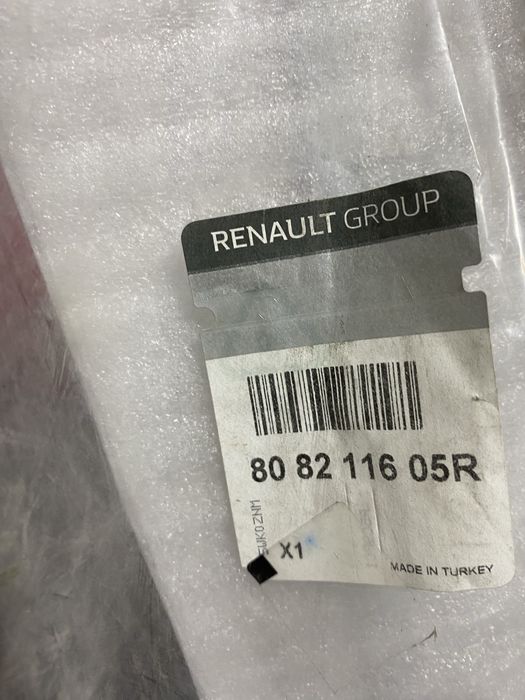 RENAULT GROUP
80 82 116 05R
X1
MADE IN TURKEY